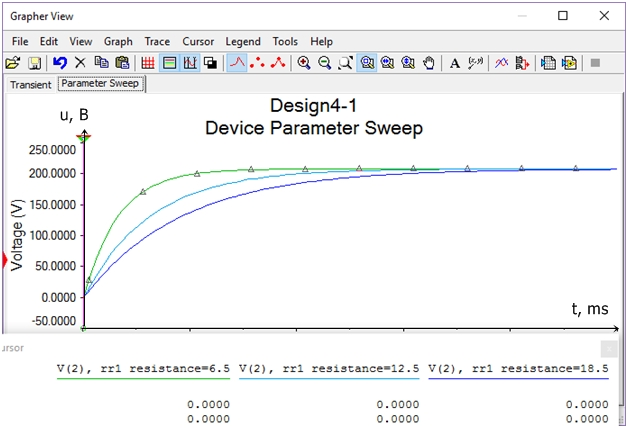 Grapher View
File Edit View Graph Trace Cursor Legend Tools Help
Transient Parameter Sweep
Design4-1
Device Parameter Sweep
u, В
Voltage (V)
250.0000
200.0000
150.0000
100.0000
50.0000
0.0000
-50.0000
t, ms
ursor
V(2), rr1 resistance=6.5 V(2), rr1 resistance=12.5 V(2), rr1 resistance=18.5
0.0000 0.0000 0.0000
0.0000 0.0000 0.0000